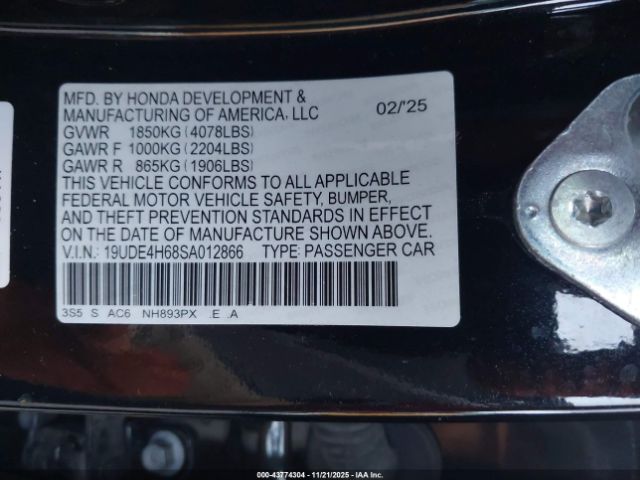 MFD. BY HONDA DEVELOPMENT &
MANUFACTURING OF AMERICA, LLC 02/'25
GVWR 1850KG (4078LBS)
GAWR F 1000KG (2204LBS)
GAWR R 865KG (1906LBS)
THIS VEHICLE CONFORMS TO ALL APPLICABLE
FEDERAL MOTOR VEHICLE SAFETY, BUMPER,
AND THEFT PREVENTION STANDARDS IN EFFECT
ON THE DATE OF MANUFACTURE SHOWN ABOVE.
V.I.N.: 19UDE4H68SA012866 TYPE: PASSENGER CAR
3S5 S AC6 NH893PX .E .A
000-43774304 - 11/21/2025 - IAA Inc.